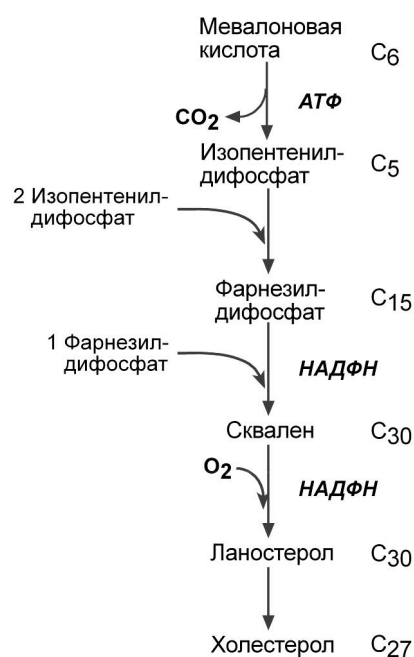 Мевалоновая
кислота
C6
АТФ
CO2
Изопентенил-
дифосфат
C5
2 Изопентенил-
дифосфат
Фарнезил-
дифосфат
C15
1 Фарнезил-
дифосфат
НАДФН
Сквален
C30
O2
НАДФН
Ланостерол
C30
Холестерол
C27